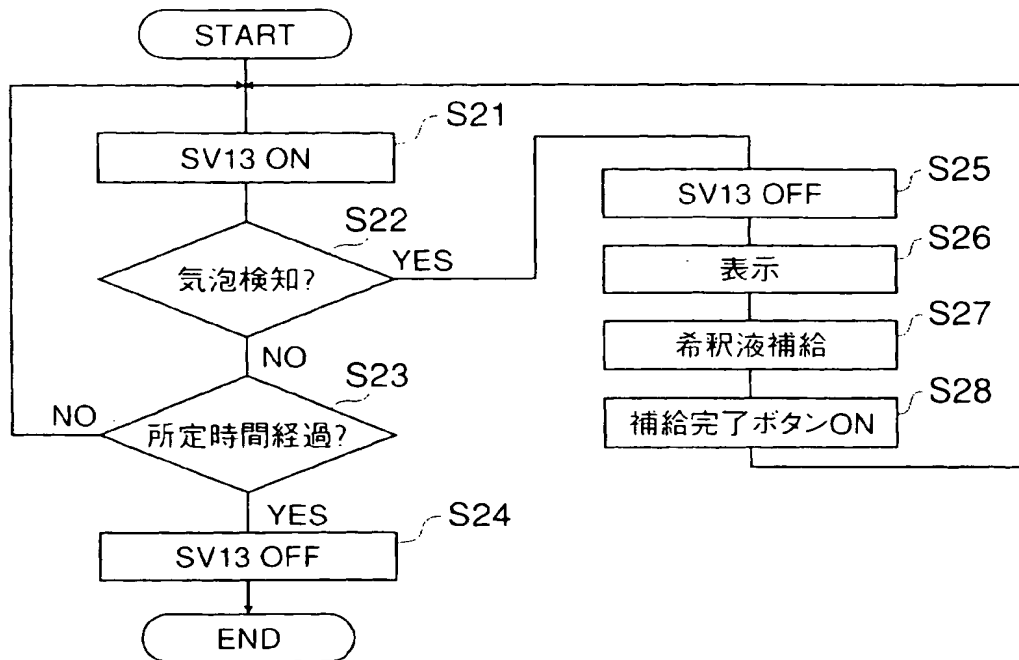 START
S21
SV13 ON
S22
気泡検知?
YES
NO
S23
NO
所定時間経過?
YES
S24
SV13 OFF
END
S25
SV13 OFF
S26
表示
S27
希釈液補給
S28
補給完了ボタンON